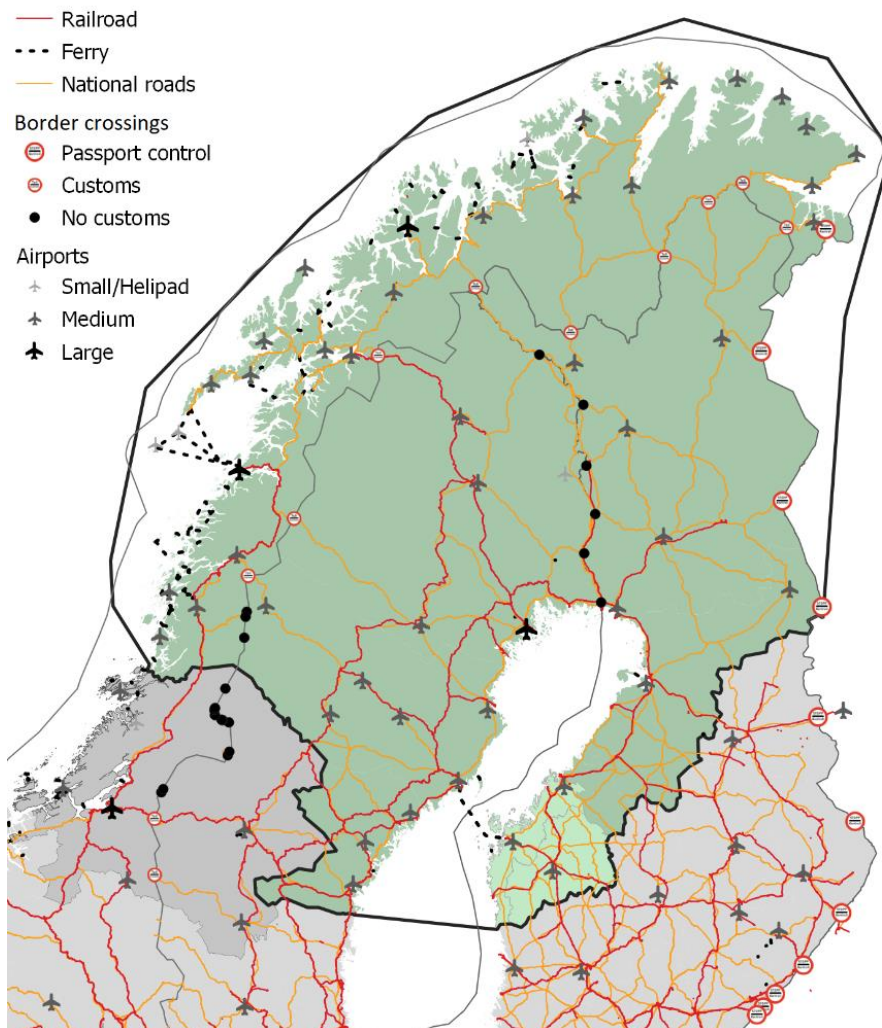 Railroad
Ferry
National roads
Border crossings
Passport control
Customs
No customs
Airports
Small/Helipad
Medium
Large